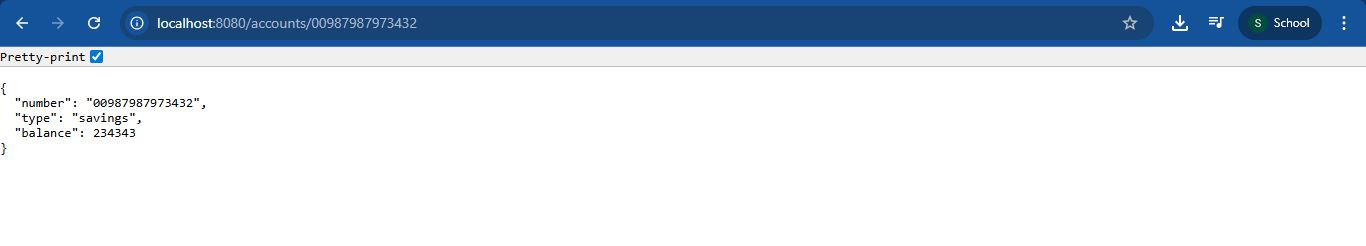 localhost:8080/accounts/00987987973432
S School
Pretty-print
{
  "number": "00987987973432",
  "type": "savings",
  "balance": 234343
}